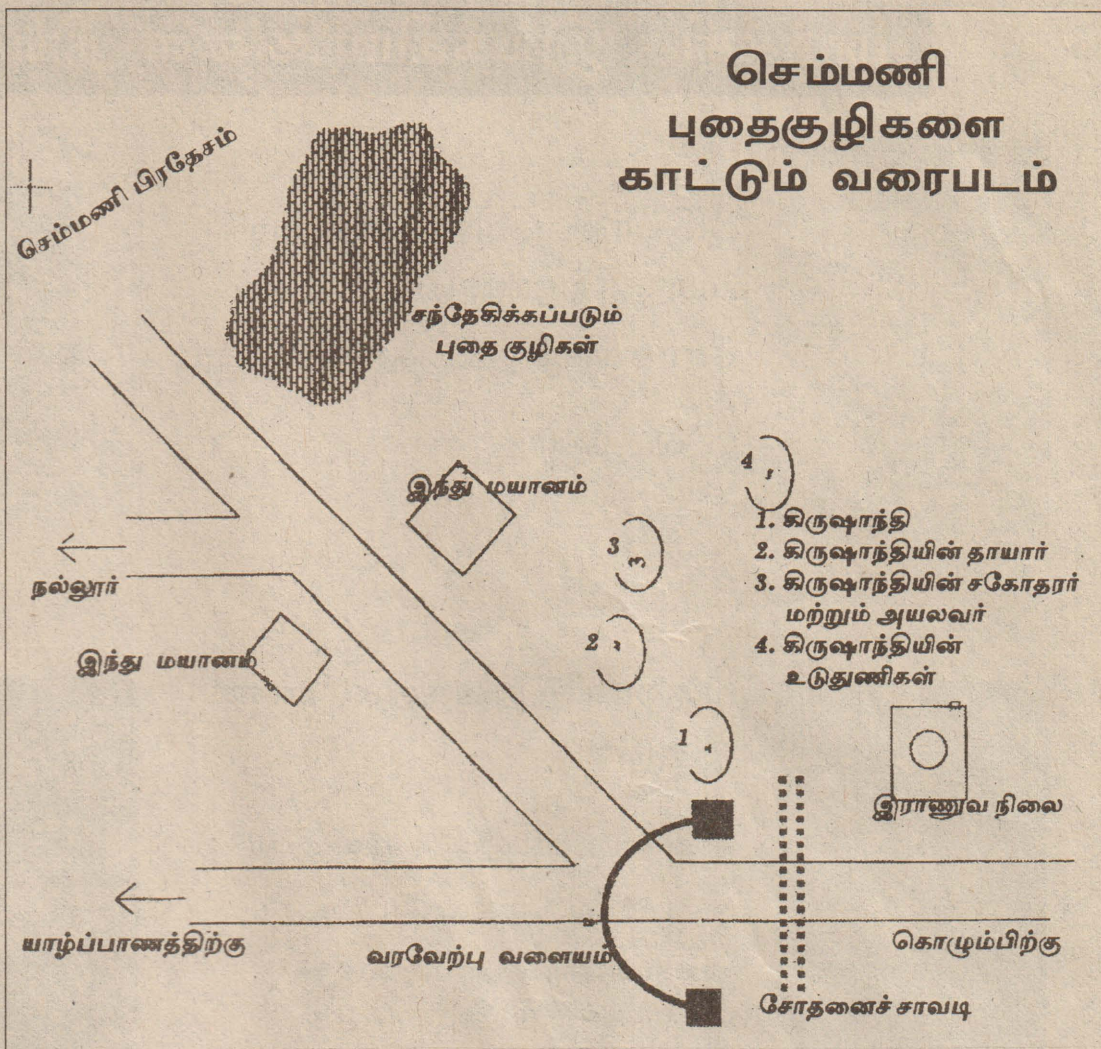 செம்மணி
புதைகுழிகளை
காட்டும் வரைபடம்
செம்மணி பிரதேசம்
சந்தேகிக்கப்படும்
புதை குழிகள்
இந்து மயானம்
4
1. கிருஷாந்தி
2. கிருஷாந்தியின் தாயார்
3. கிருஷாந்தியின் சகோதரர்
மற்றும் அயலவர்
4. கிருஷாந்தியின்
உடுதுணிகள்
3
நல்லூர்
2
இந்து மயானம்
1
இராணுவ நிலை
யாழ்ப்பாணத்திற்கு
வரவேற்பு வளையம்
கொழும்பிற்கு
சோதனைச் சாவடி